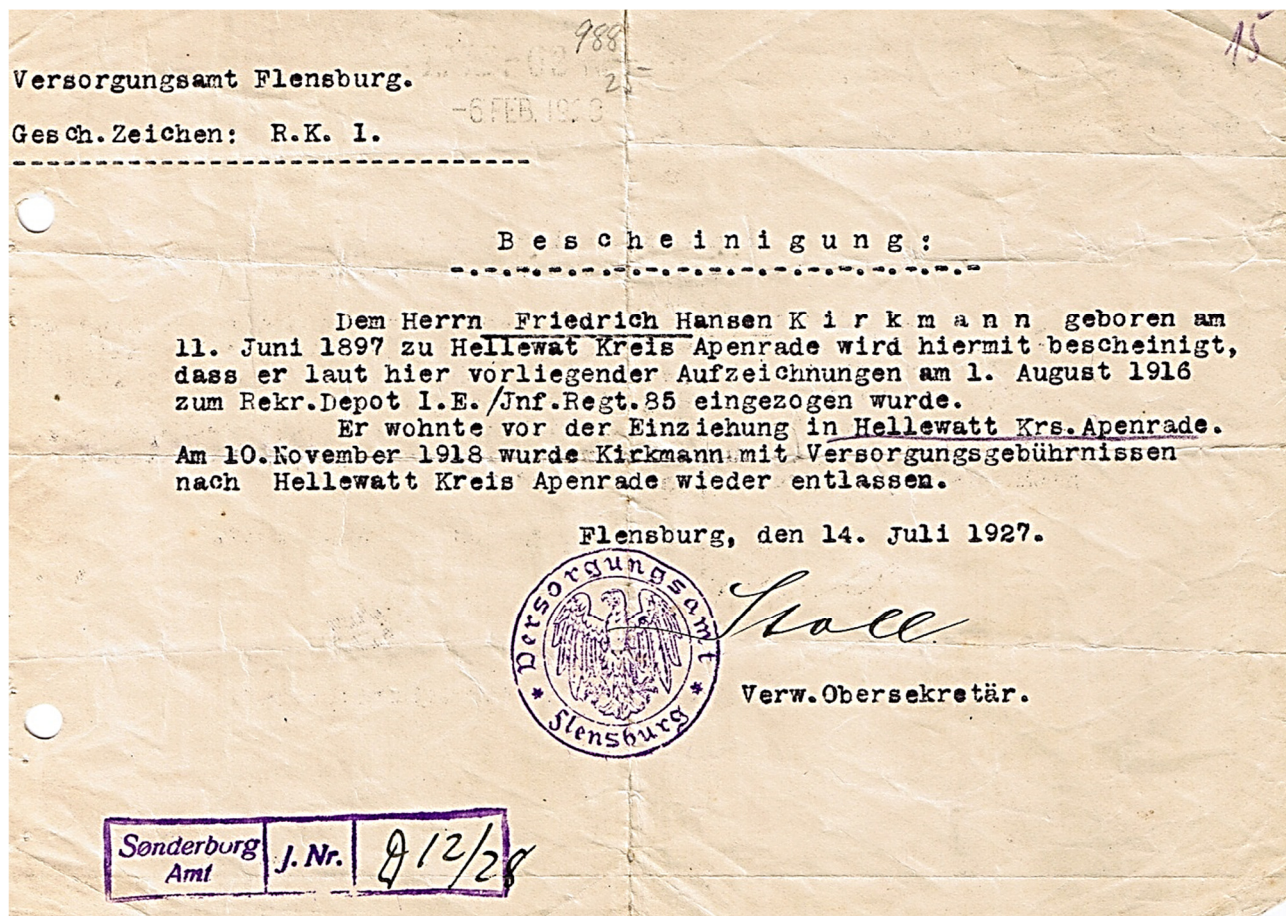 988
15
Versorgungsamt Flensburg.
25
-6 FEB. 19
Gesch.Zeichen: R.K. I.
Bescheinigung:
Dem Herrn Friedrich Hansen Kirkmann geboren am
11. Juni 1897 zu Hellewat Kreis Apenrade wird hiermit bescheinigt,
dass er laut hier vorliegender Aufzeichnungen am 1. August 1916
zum Rekr.Depot I.E./Jnf.Regt.85 eingezogen wurde.
Er wohnte vor der Einziehung in Hellewatt Krs.Apenrade.
Am 10.November 1918 wurde Kirkmann mit Versorgungsgebührnissen
nach Hellewatt Kreis Apenrade wieder entlassen.
Flensburg, den 14. Juli 1927.
Versorgungsamt
* Flensburg *
Stoll
Verw.Obersekretär.
Sønderburg Amt J. Nr. 12/28